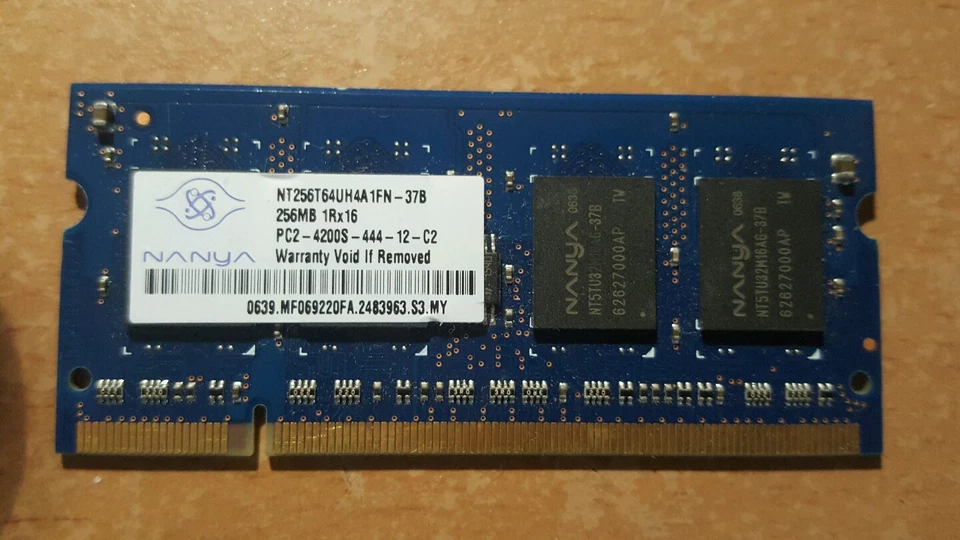 NT256T64UH4A1FN-37B
256MB 1Rx16
PC2-4200S-444-12-C2
Warranty Void If Removed
NANYA
0639.MF069220FA.2483963.S3.MY
NANYA 0638 TW
-37B
62627000AP
NANYA 0638 TW
NT5TU32M16AG-37B
62627000AP